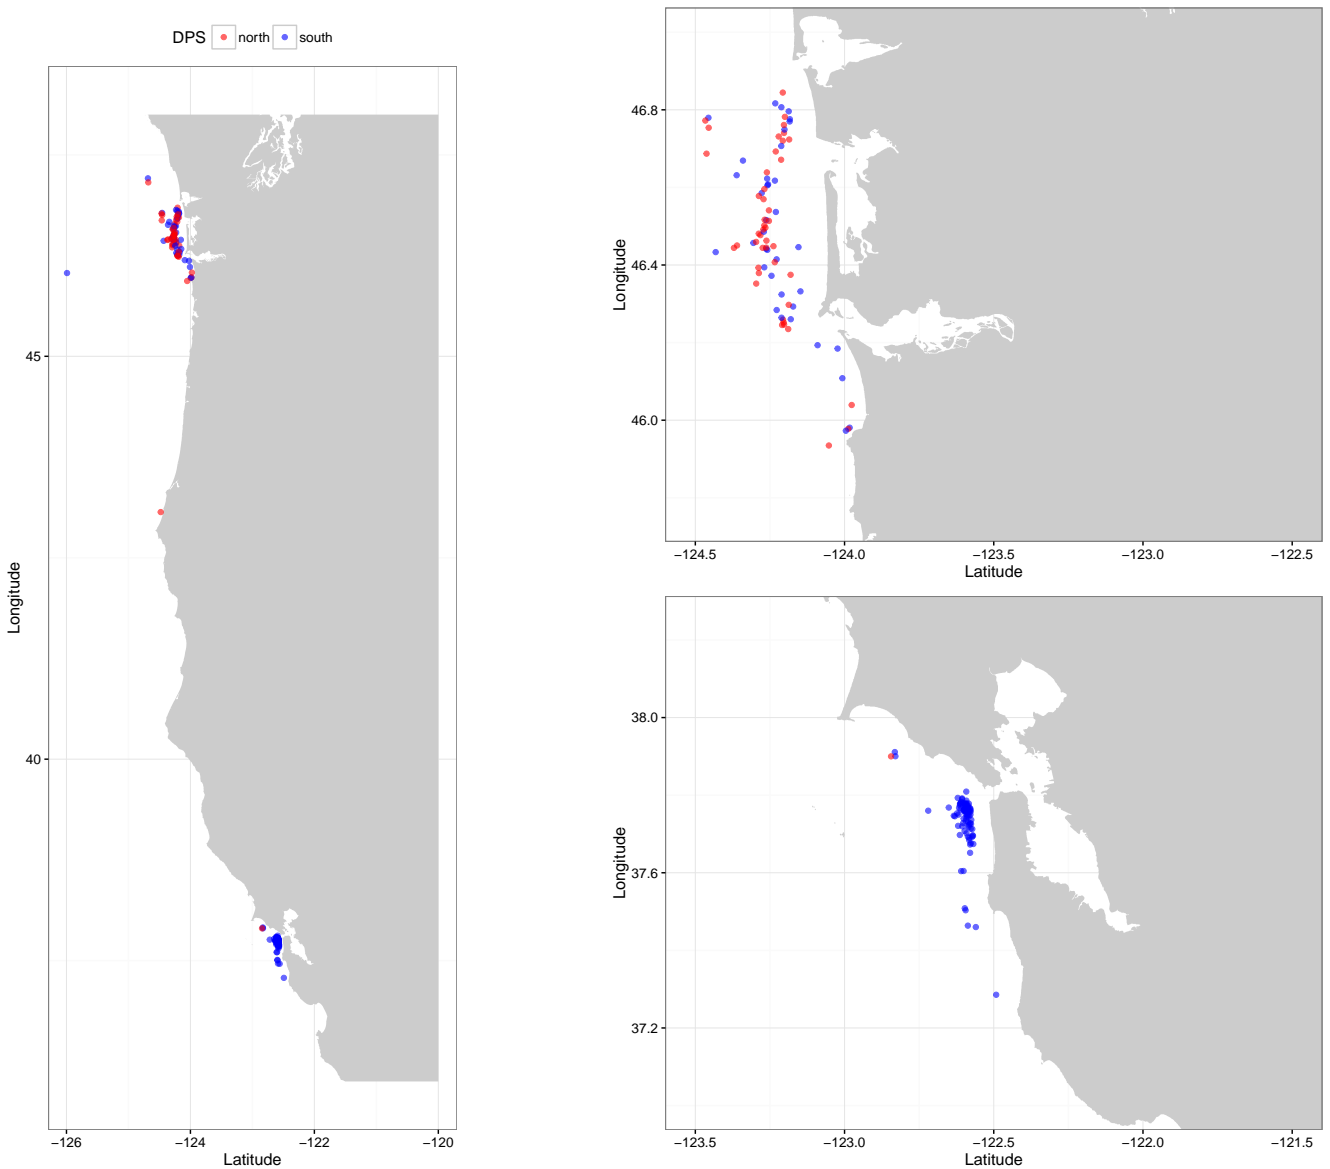 DPS north south
45
40
Longitude
−126 −124 −122 −120
Latitude
46.8
46.4
46.0
Longitude
−124.5 −124.0 −123.5 −123.0 −122.5
Latitude
38.0
37.6
37.2
Longitude
−123.5 −123.0 −122.5 −122.0 −121.5
Latitude